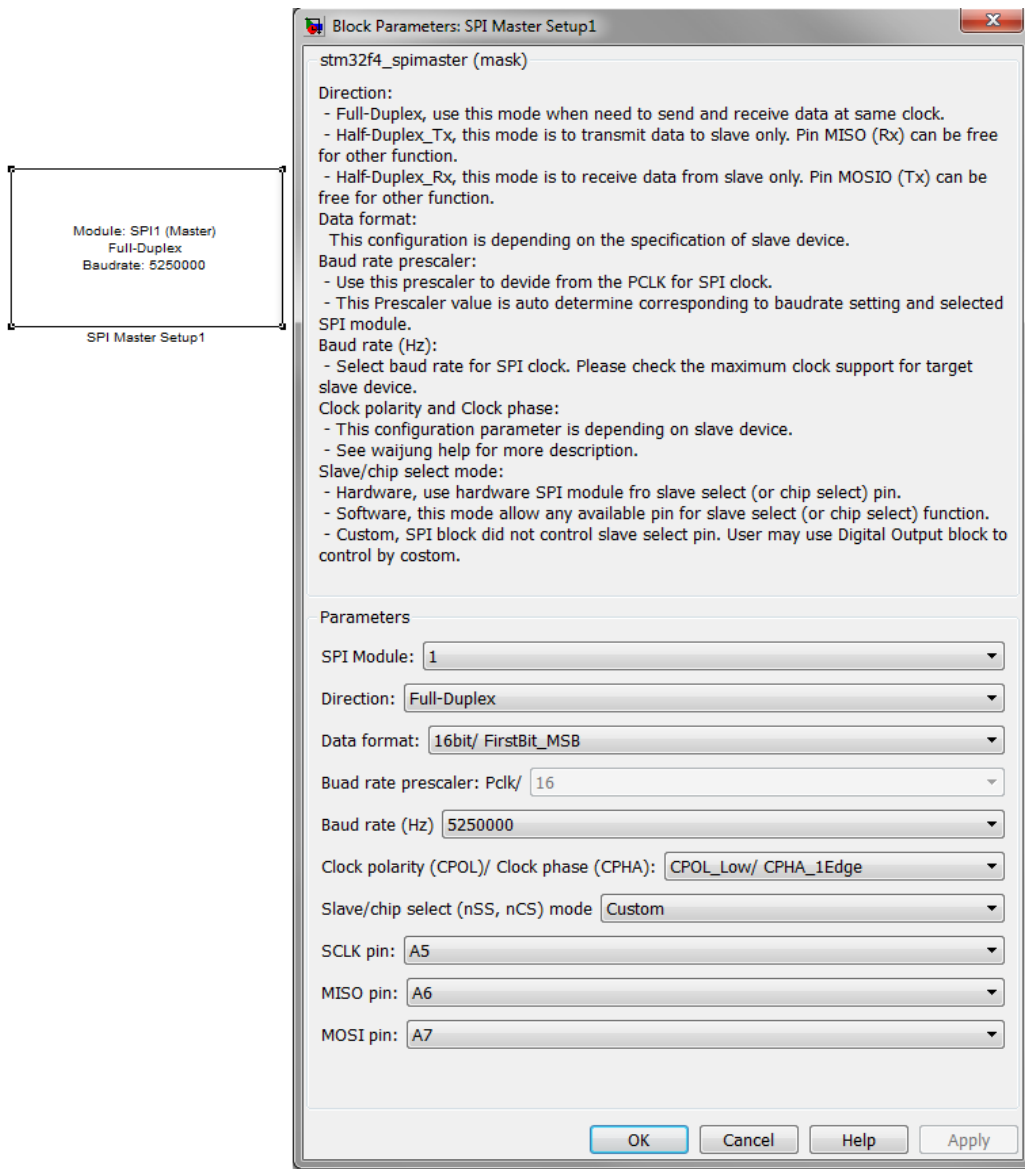 Block Parameters: SPI Master Setup1
stm32f4_spimaster (mask)
Direction:
- Full-Duplex, use this mode when need to send and receive data at same clock.
- Half-Duplex_Tx, this mode is to transmit data to slave only. Pin MISO (Rx) can be free
for other function.
- Half-Duplex_Rx, this mode is to receive data from slave only. Pin MOSIO (Tx) can be
free for other function.
Data format:
This configuration is depending on the specification of slave device.
Baud rate prescaler:
- Use this prescaler to devide from the PCLK for SPI clock.
- This Prescaler value is auto determine corresponding to baudrate setting and selected
SPI module.
Baud rate (Hz):
- Select baud rate for SPI clock. Please check the maximum clock support for target
slave device.
Clock polarity and Clock phase:
- This configuration parameter is depending on slave device.
- See waijung help for more description.
Slave/chip select mode:
- Hardware, use hardware SPI module fro slave select (or chip select) pin.
- Software, this mode allow any available pin for slave select (or chip select) function.
- Custom, SPI block did not control slave select pin. User may use Digital Output block to
control by costom.
Module: SPI1 (Master)
Full-Duplex
Baudrate: 5250000
SPI Master Setup1
Parameters
SPI Module: 1
Direction: Full-Duplex
Data format: 16bit/ FirstBit_MSB
Buad rate prescaler: Pclk/ 16
Baud rate (Hz) 5250000
Clock polarity (CPOL)/ Clock phase (CPHA): CPOL_Low/ CPHA_1Edge
Slave/chip select (nSS, nCS) mode Custom
SCLK pin: A5
MISO pin: A6
MOSI pin: A7
OK Cancel Help Apply